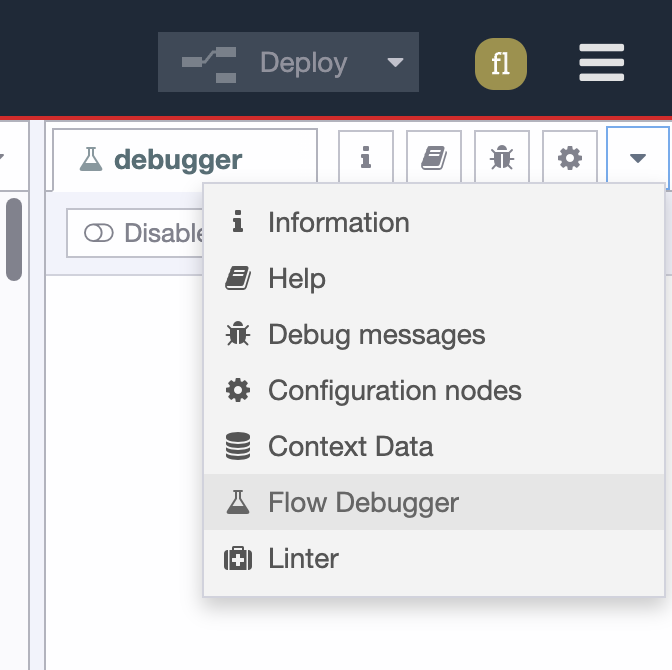 Deploy
fl
debugger
Disable
Information
Help
Debug messages
Configuration nodes
Context Data
Flow Debugger
Linter